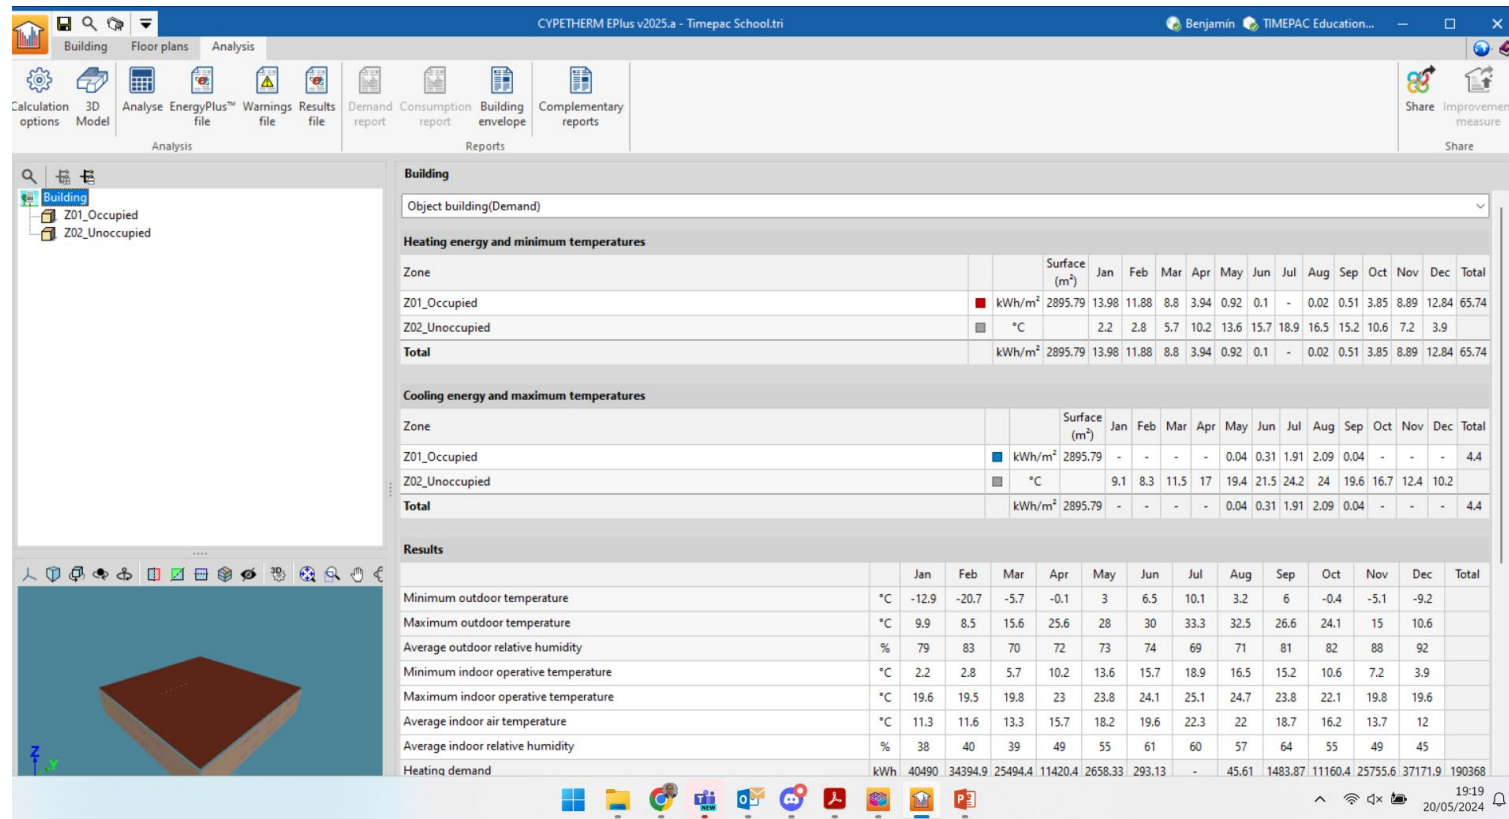 CYPETHERM EPlus v2025.a - Timepac School.tri
Benjamín
TIMEPAC Education...
Building Floor plans Analysis
Calculation options
3D Model
Analyse
EnergyPlus™ file
Warnings file
Results file
Demand report
Consumption report
Building envelope
Complementary reports
Share
Improvemen measure
Analysis
Reports
Share
Building
Z01_Occupied
Z02_Unoccupied
Building
Object building(Demand)
Heating energy and minimum temperatures
Zone Surface (m²) Jan Feb Mar Apr May Jun Jul Aug Sep Oct Nov Dec Total
Z01_Occupied kWh/m² 2895.79 13.98 11.88 8.8 3.94 0.92 0.1 - 0.02 0.51 3.85 8.89 12.84 65.74
Z02_Unoccupied °C 2.2 2.8 5.7 10.2 13.6 15.7 18.9 16.5 15.2 10.6 7.2 3.9
Total kWh/m² 2895.79 13.98 11.88 8.8 3.94 0.92 0.1 - 0.02 0.51 3.85 8.89 12.84 65.74
Cooling energy and maximum temperatures
Zone Surface (m²) Jan Feb Mar Apr May Jun Jul Aug Sep Oct Nov Dec Total
Z01_Occupied kWh/m² 2895.79 - - - - 0.04 0.31 1.91 2.09 0.04 - - - 4.4
Z02_Unoccupied °C 9.1 8.3 11.5 17 19.4 21.5 24.2 24 19.6 16.7 12.4 10.2
Total kWh/m² 2895.79 - - - - 0.04 0.31 1.91 2.09 0.04 - - - 4.4
Results
Jan Feb Mar Apr May Jun Jul Aug Sep Oct Nov Dec Total
Minimum outdoor temperature °C -12.9 -20.7 -5.7 -0.1 3 6.5 10.1 3.2 6 -0.4 -5.1 -9.2
Maximum outdoor temperature °C 9.9 8.5 15.6 25.6 28 30 33.3 32.5 26.6 24.1 15 10.6
Average outdoor relative humidity % 79 83 70 72 73 74 69 71 81 82 88 92
Minimum indoor operative temperature °C 2.2 2.8 5.7 10.2 13.6 15.7 18.9 16.5 15.2 10.6 7.2 3.9
Maximum indoor operative temperature °C 19.6 19.5 19.8 23 23.8 24.1 25.1 24.7 23.8 22.1 19.8 19.6
Average indoor air temperature °C 11.3 11.6 13.3 15.7 18.2 19.6 22.3 22 18.7 16.2 13.7 12
Average indoor relative humidity % 38 40 39 49 55 61 60 57 64 55 49 45
Heating demand kWh 40490 34394.9 25494.4 11420.4 2658.33 293.13 - 45.61 1483.87 11160.4 25755.6 37171.9 190368
3D
Z
Y
NEW
19:19
20/05/2024